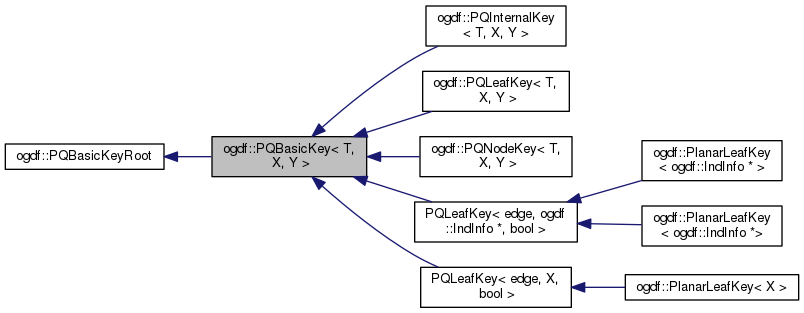 ogdf::PQInternalKey
< T, X, Y >
ogdf::PQLeafKey< T,
X, Y >
ogdf::PQBasicKeyRoot
ogdf::PQBasicKey< T,
X, Y >
ogdf::PQNodeKey< T,
X, Y >
ogdf::PlanarLeafKey
< ogdf::IndInfo * >
PQLeafKey< edge, ogdf
::IndInfo *, bool >
ogdf::PlanarLeafKey
< ogdf::IndInfo *>
PQLeafKey< edge, X,
bool >
ogdf::PlanarLeafKey< X >